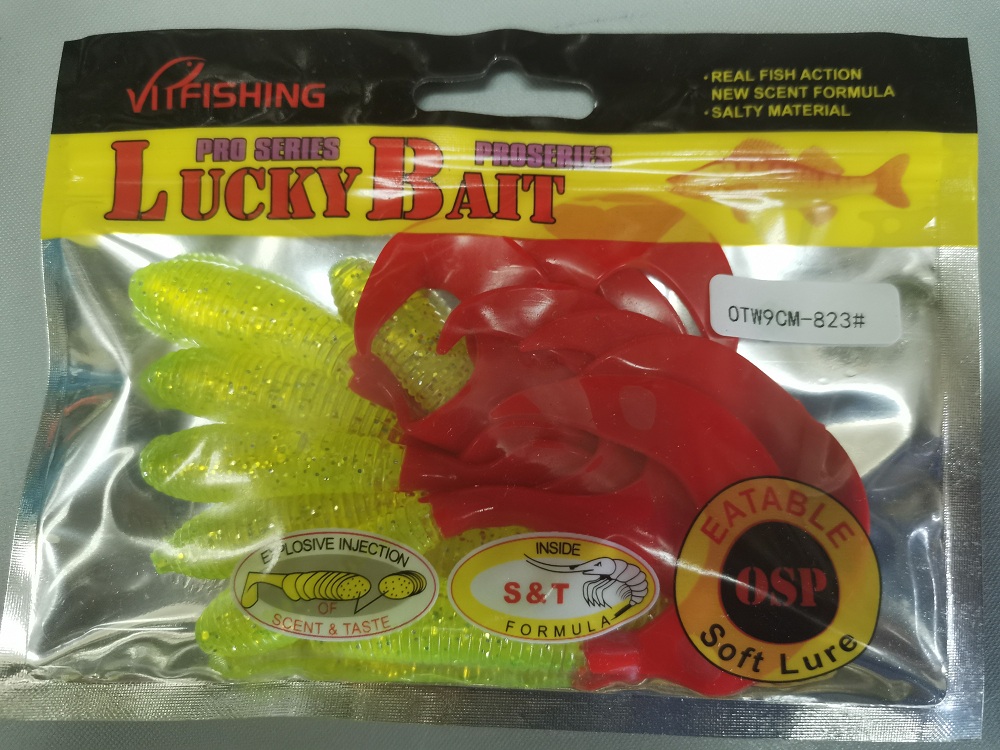 VITFISHING
· REAL FISH ACTION
NEW SCENT FORMULA
· SALTY MATERIAL
PRO SERIES
PROSERIES
LUCKY BAIT
OTW9CM-823#
EXPLOSIVE INJECTION
OF
SCENT & TASTE
INSIDE
S & T
FORMULA
EATABLE
OSP
Soft Lure